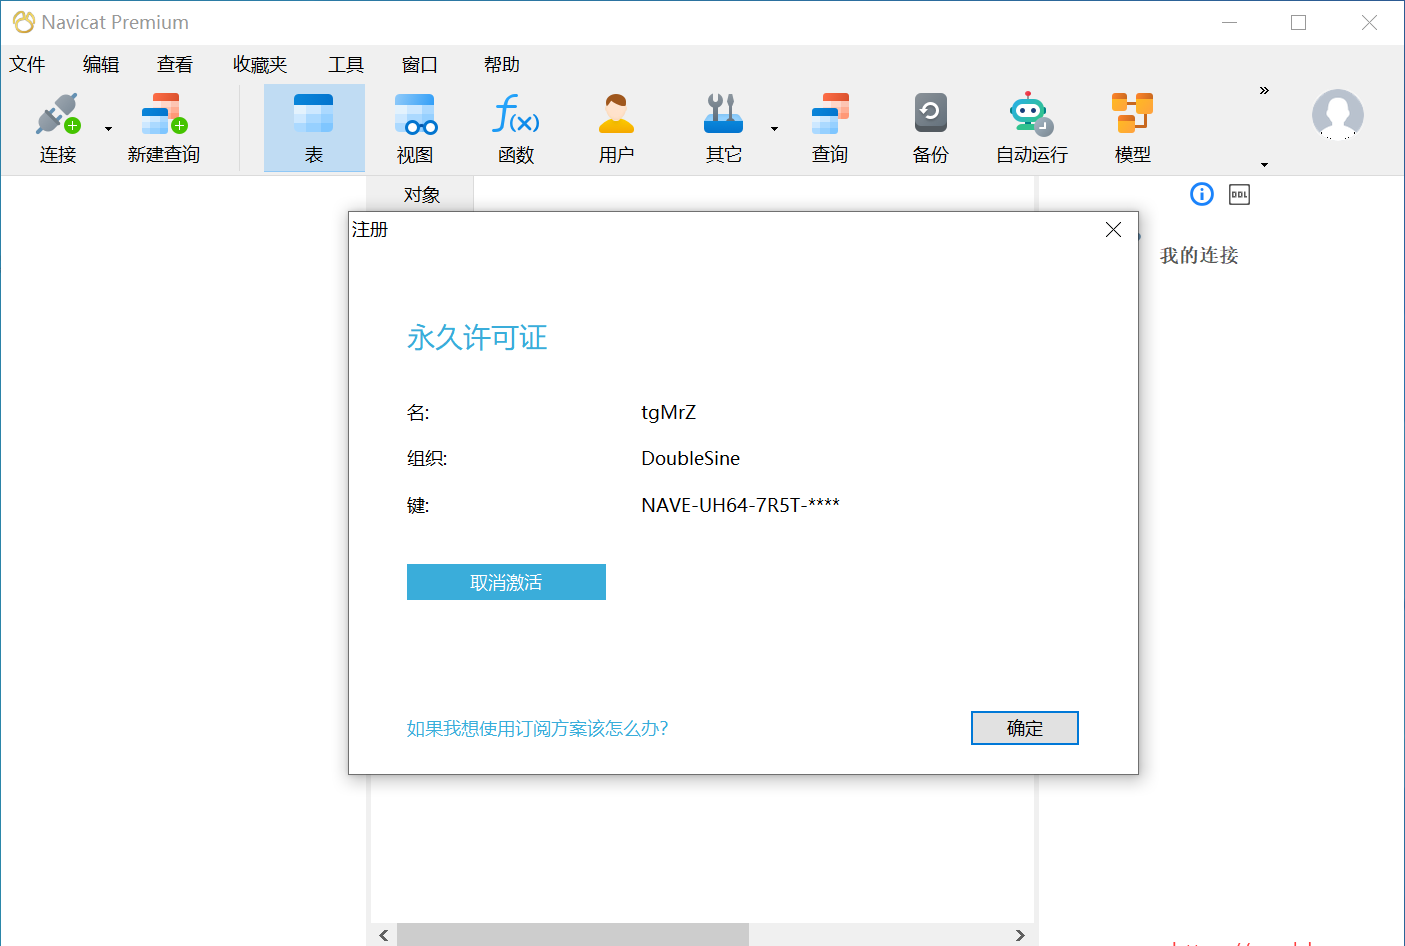 Navicat Premium
文件 编辑 查看 收藏夹 工具 窗口 帮助
»
连接 新建查询 表 视图 函数 用户 其它 查询 备份 自动运行 模型
对象
DDL
我的连接
注册
永久许可证
名: tgMrZ
组织: DoubleSine
键: NAVE-UH64-7R5T-****
取消激活
如果我想使用订阅方案该怎么办?
确定